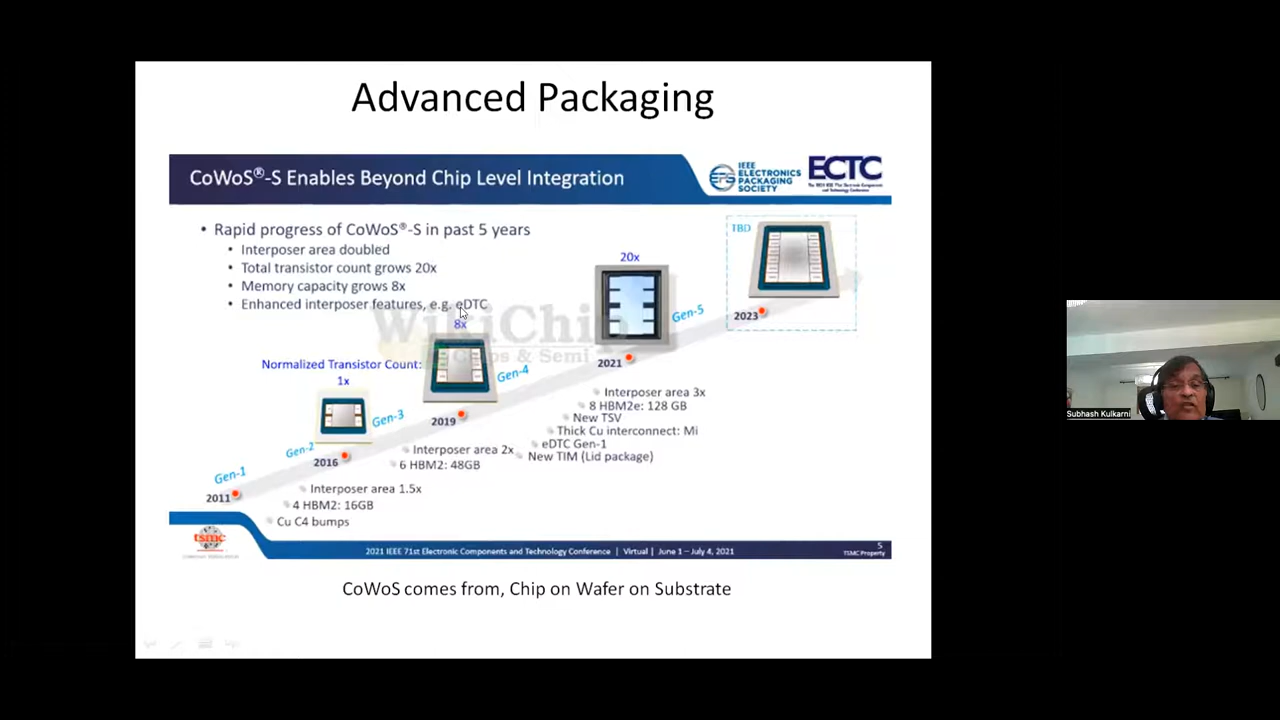 Advanced Packaging
CoWoS®-S Enables Beyond Chip Level Integration
IEEE
ELECTRONICS
PACKAGING
SOCIETY
ECTC
• Rapid progress of CoWoS®-S in past 5 years
• Interposer area doubled
• Total transistor count grows 20x
• Memory capacity grows 8x
• Enhanced interposer features, e.g. eDTC
WikiChip
Chips & Semi
TBD
20x
8x
Normalized Transistor Count:
1x
Gen-1
Gen-2
Gen-3
Gen-4
Gen-5
2011
2016
2019
2021
2023
Interposer area 1.5x
4 HBM2: 16GB
Cu C4 bumps
Interposer area 2x
6 HBM2: 48GB
Interposer area 3x
8 HBM2e: 128 GB
New TSV
Thick Cu interconnect: Mi
eDTC Gen-1
New TIM (Lid package)
tsmc
2021 IEEE 71st Electronic Components and Technology Conference | Virtual | June 1 – July 4, 2021
5
TSMC Property
CoWoS comes from, Chip on Wafer on Substrate
Subhash Kulkarni